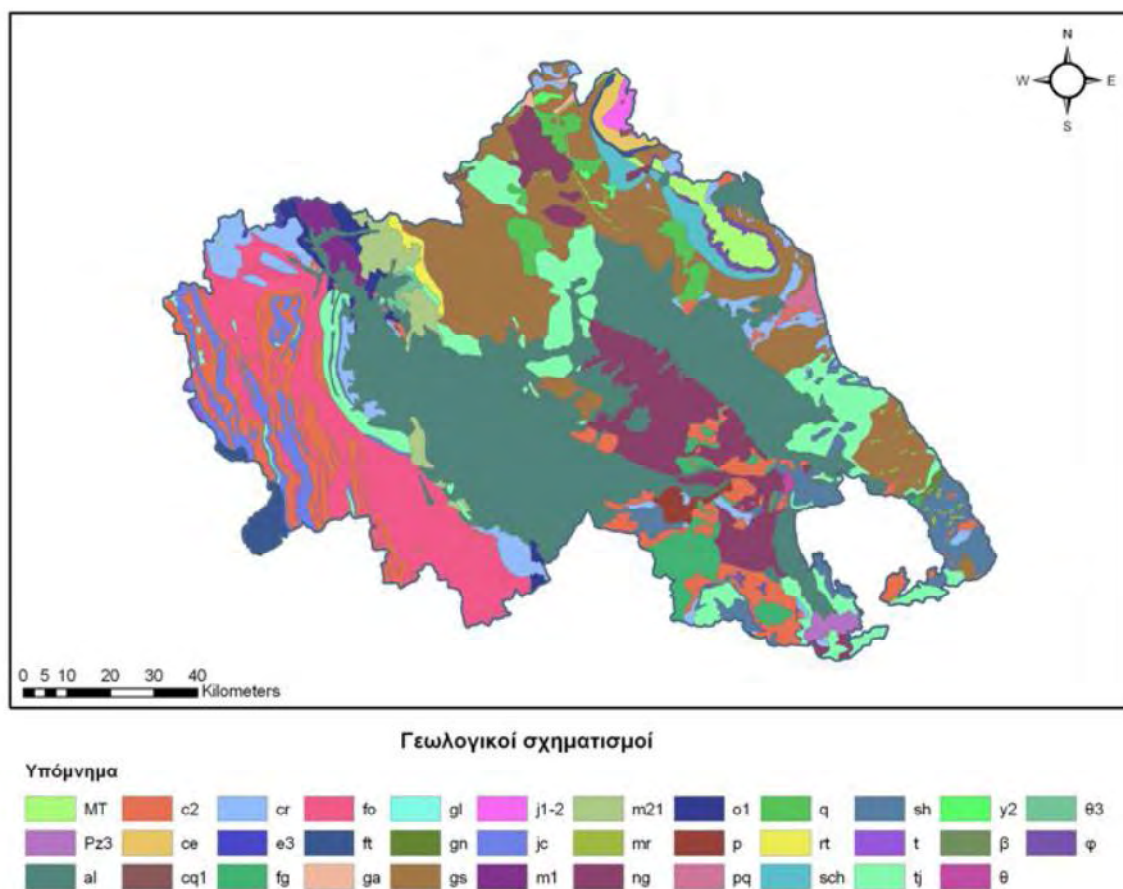 N
W E
S
0 5 10 20 30 40
Kilometers
Γεωλογικοί σχηματισμοί
Υπόμνημα
MT c2 cr fo gl j1-2 m21 o1 q sh y2 θ3
Pz3 ce e3 ft gn jc mr p rt t β φ
al cq1 fg ga gs m1 ng pq sch tj θ